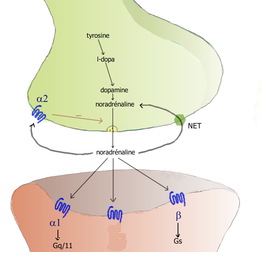 tyrosine
l-dopa
dopamine
noradrénaline
α2
NET
noradrénaline
α1
β
Gq/11
Gs